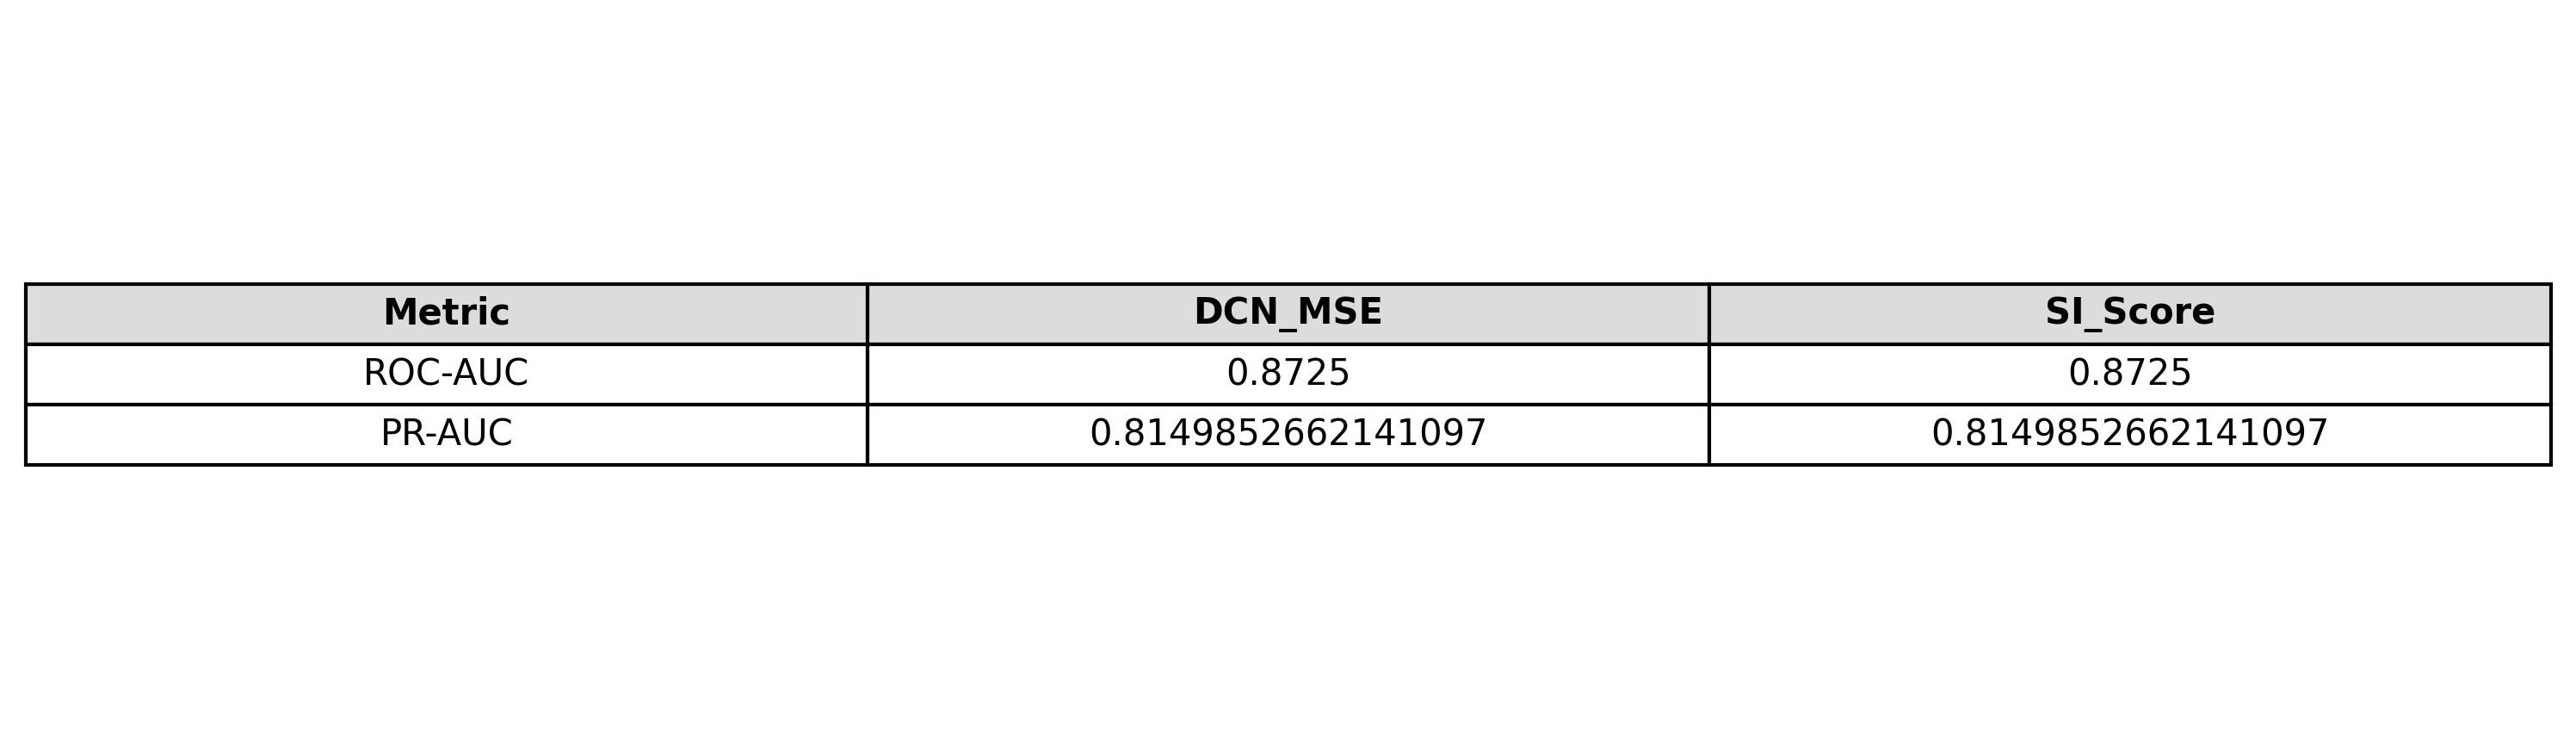 Metric DCN_MSE SI_Score
ROC-AUC 0.8725 0.8725
PR-AUC 0.8149852662141097 0.8149852662141097